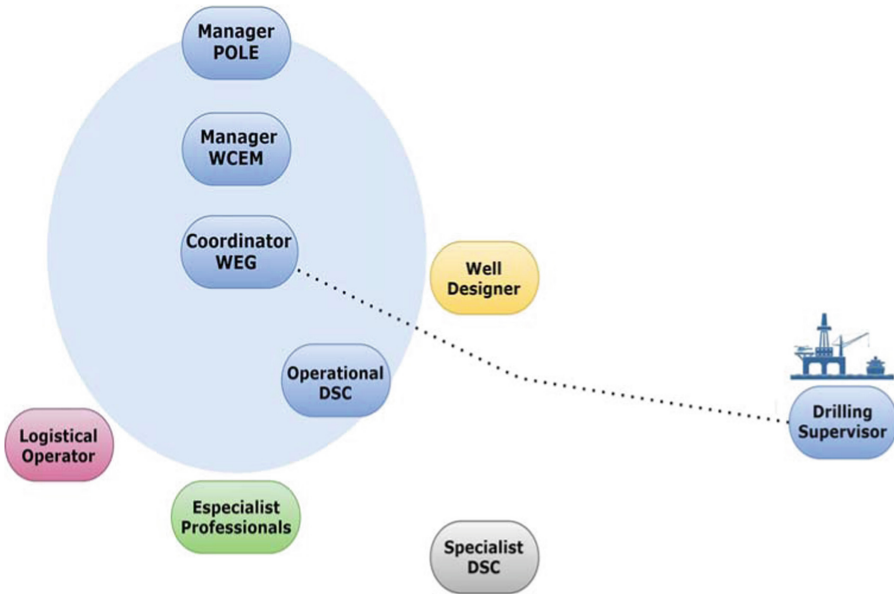 Manager
POLE
Manager
WCEM
Coordinator
WEG
Well
Designer
Operational
DSC
Drilling
Supervisor
Logistical
Operator
Especialist
Professionals
Specialist
DSC